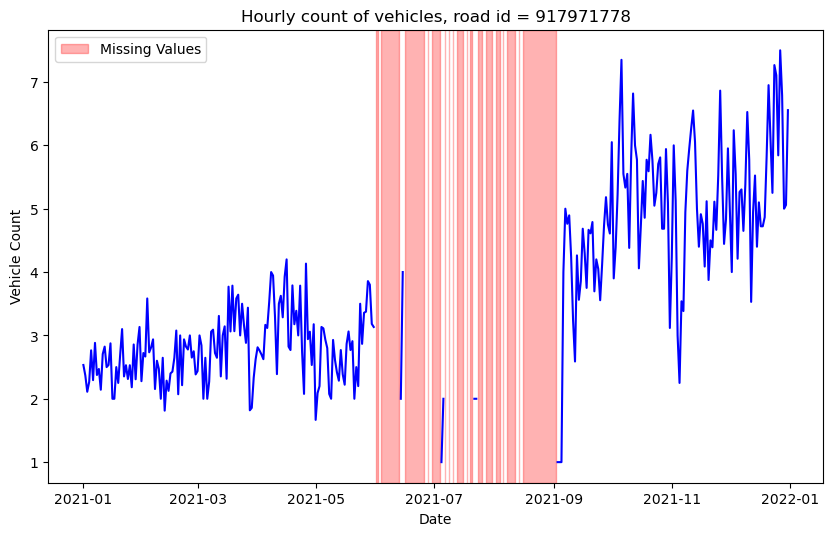 Hourly count of vehicles, road id = 917971778
Missing Values
7
6
5
4
3
2
1
Vehicle Count
2021-01 2021-03 2021-05 2021-07 2021-09 2021-11 2022-01
Date